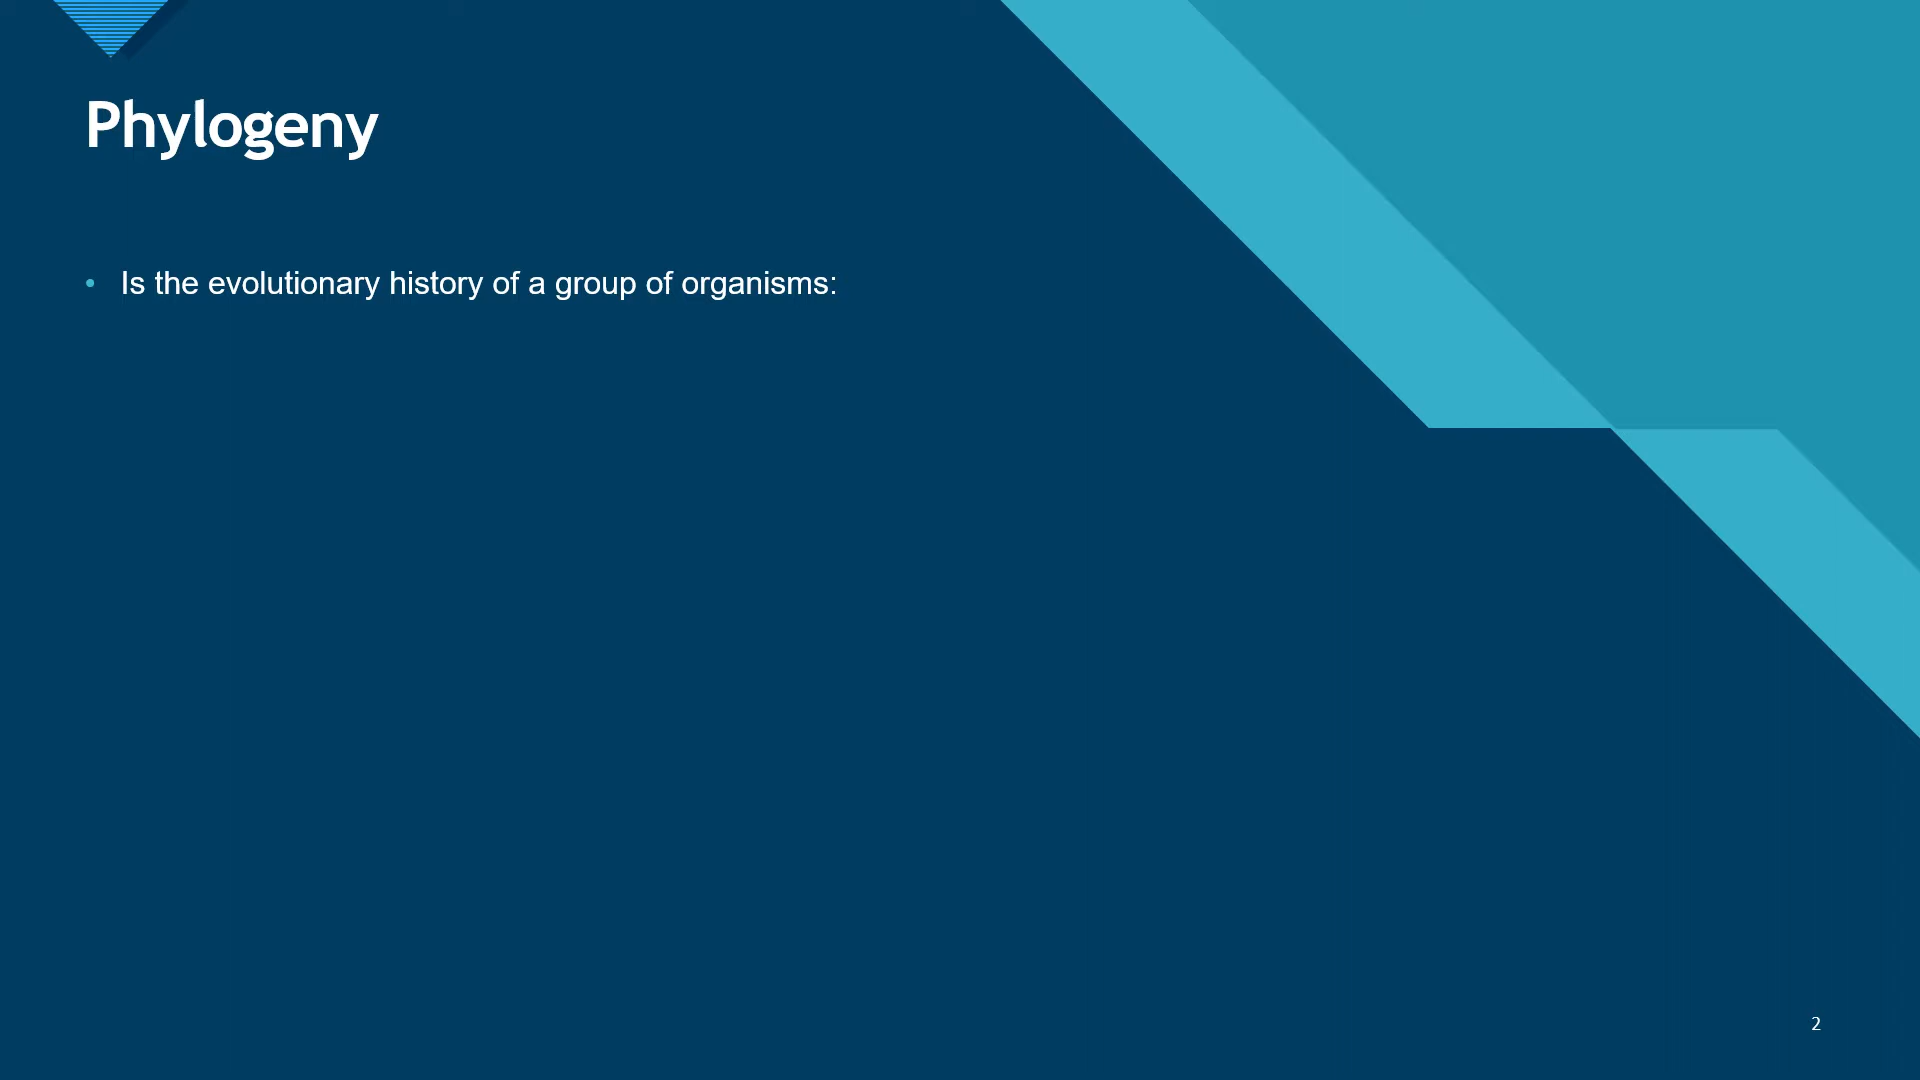 Phylogeny
• Is the evolutionary history of a group of organisms:
2